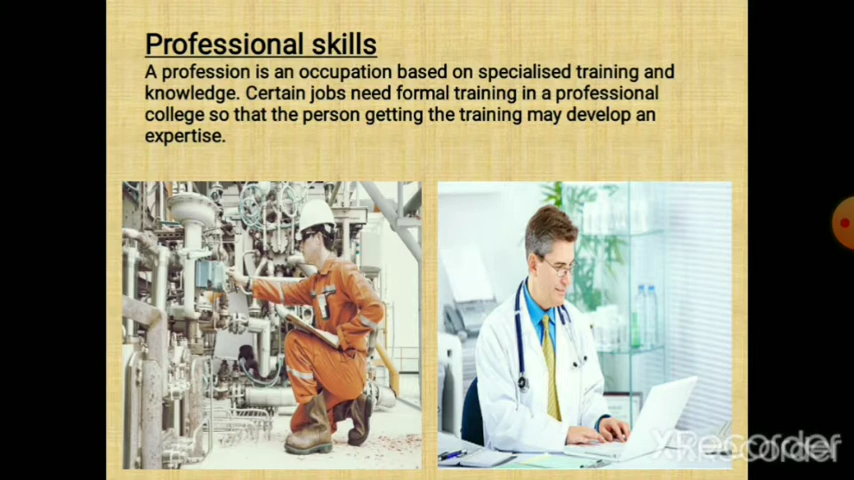 Professional skills
A profession is an occupation based on specialised training and
knowledge. Certain jobs need formal training in a professional
college so that the person getting the training may develop an
expertise.
XRecorder